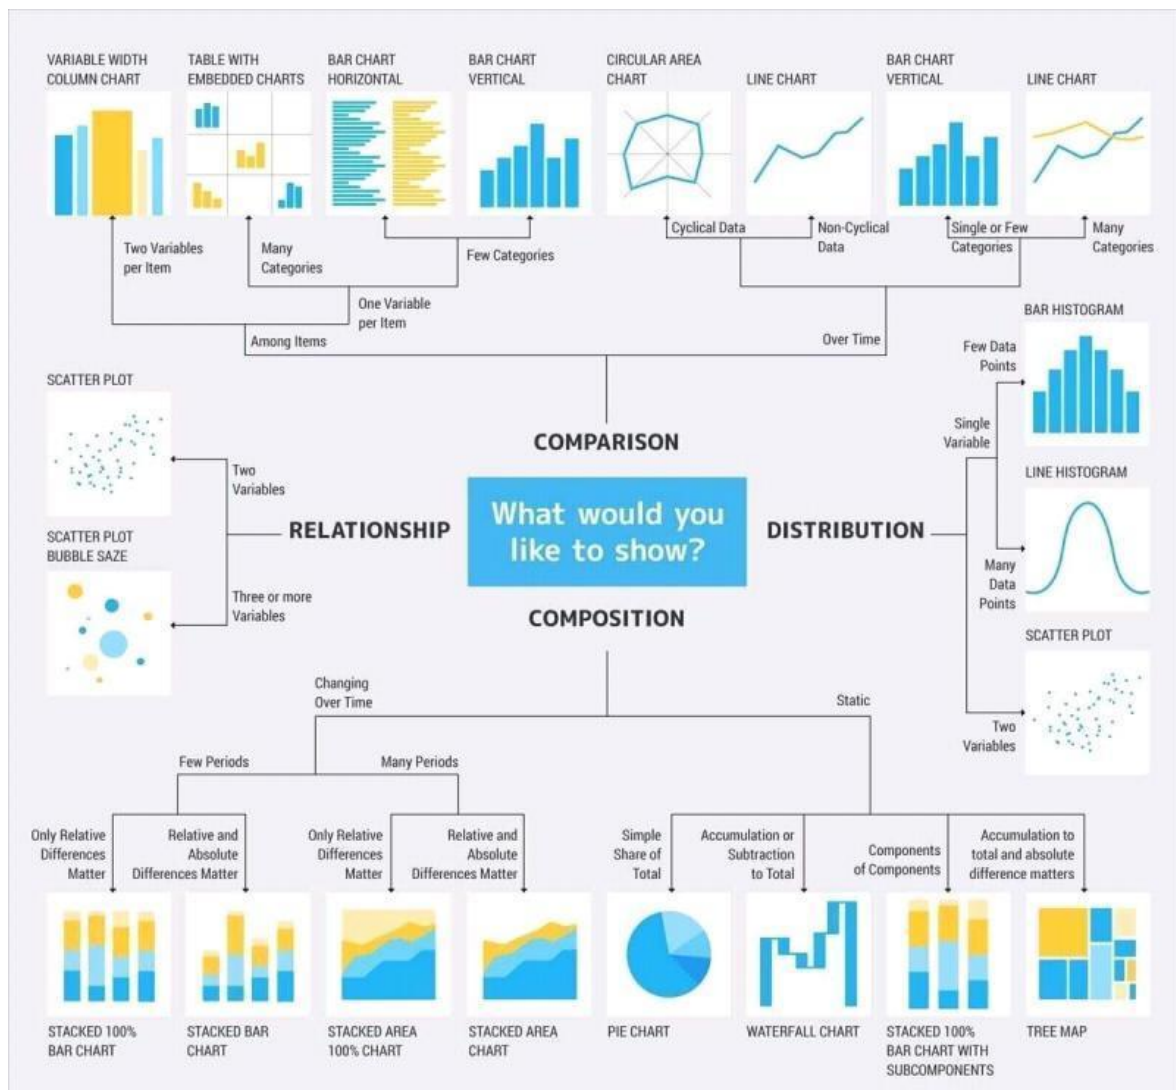 VARIABLE WIDTH
COLUMN CHART
TABLE WITH
EMBEDDED CHARTS
BAR CHART
HORIZONTAL
BAR CHART
VERTICAL
CIRCULAR AREA
CHART
LINE CHART
BAR CHART
VERTICAL
LINE CHART
Two Variables
per Item
Many
Categories
Few Categories
Cyclical Data
Non-Cyclical
Data
Single or Few
Categories
Many
Categories
One Variable
per Item
Among Items
Over Time
COMPARISON
What would you
like to show?
RELATIONSHIP
SCATTER PLOT
Two
Variables
SCATTER PLOT
BUBBLE SAZE
Three or more
Variables
DISTRIBUTION
BAR HISTOGRAM
Few Data
Points
Single
Variable
LINE HISTOGRAM
Many
Data
Points
SCATTER PLOT
Two
Variables
COMPOSITION
Changing
Over Time
Static
Few Periods
Many Periods
Only Relative
Differences
Matter
Relative and
Absolute
Differences Matter
Only Relative
Differences
Matter
Relative and
Absolute
Differences Matter
Simple
Share of
Total
Accumulation or
Subtraction
to Total
Components
of Components
Accumulation to
total and absolute
difference matters
STACKED 100%
BAR CHART
STACKED BAR
CHART
STACKED AREA
100% CHART
STACKED AREA
CHART
PIE CHART
WATERFALL CHART
STACKED 100%
BAR CHART WITH
SUBCOMPONENTS
TREE MAP